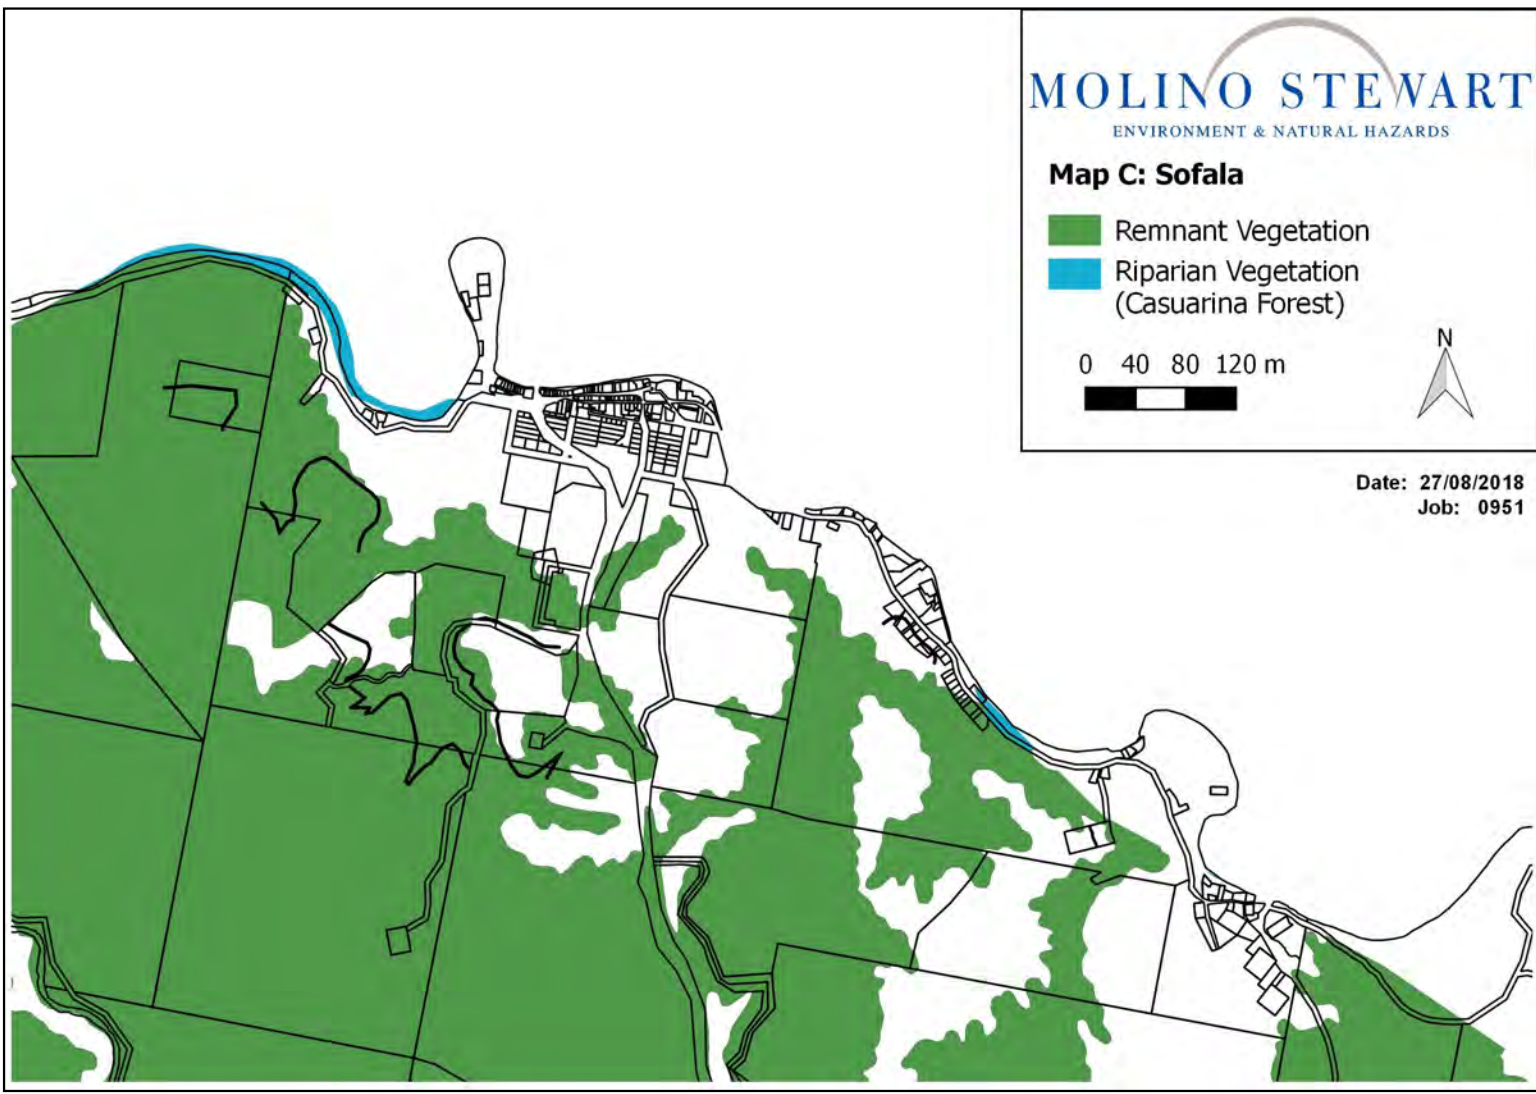 MOLINO STEWART
ENVIRONMENT & NATURAL HAZARDS
Map C: Sofala
Remnant Vegetation
Riparian Vegetation
(Casuarina Forest)
N
0 40 80 120 m
Date: 27/08/2018
Job: 0951